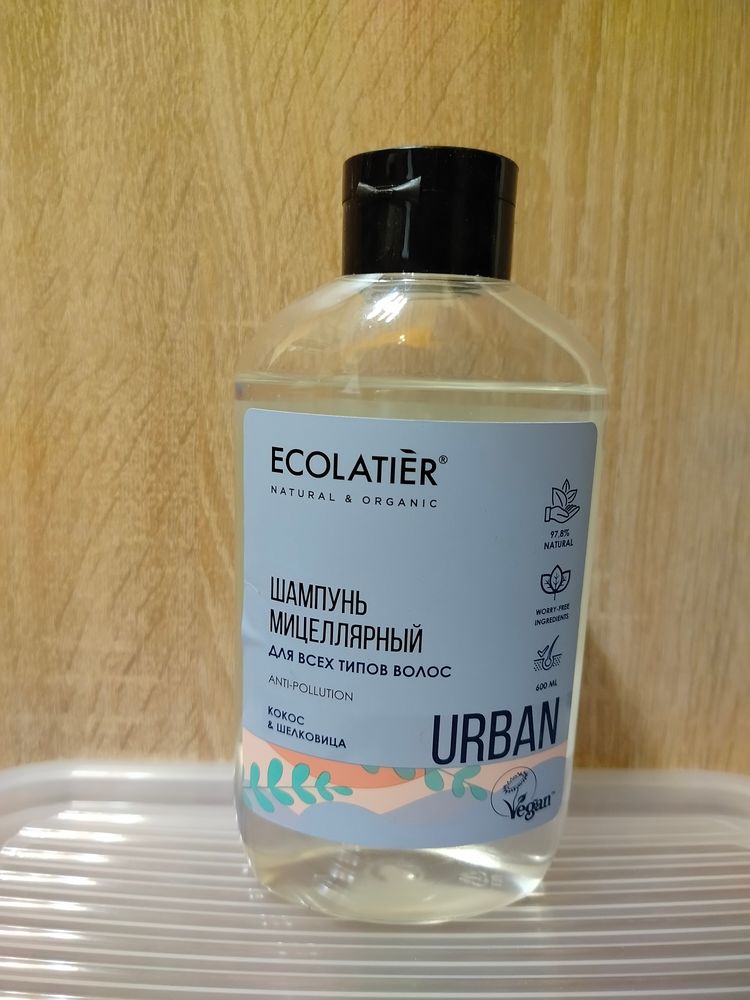 ECOLATIÈR®
NATURAL & ORGANIC
97,8%
NATURAL
WORRY-FREE
INGREDIENTS
600 ML
ШАМПУНЬ
МИЦЕЛЛЯРНЫЙ
ДЛЯ ВСЕХ ТИПОВ ВОЛОС
ANTI-POLLUTION
КОКОС
& ШЕЛКОВИЦА
URBAN
Vegan™